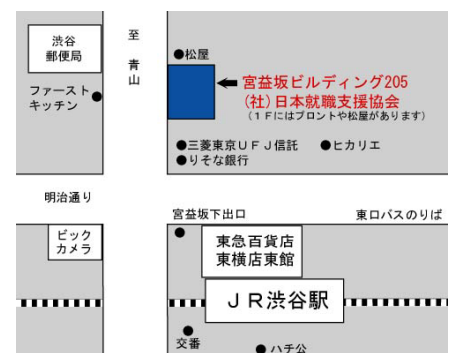 渋谷
郵便局
至
青
山
●松屋
ファースト
キッチン
宮益坂ビルディング205
(社)日本就職支援協会
(１Ｆにはプロントや松屋があります)
●三菱東京ＵＦＪ信託
●ヒカリエ
●りそな銀行
明治通り
宮益坂下出口
東口バスのりば
ビック
カメラ
東急百貨店
東横店東館
ＪＲ渋谷駅
交番
ハチ公